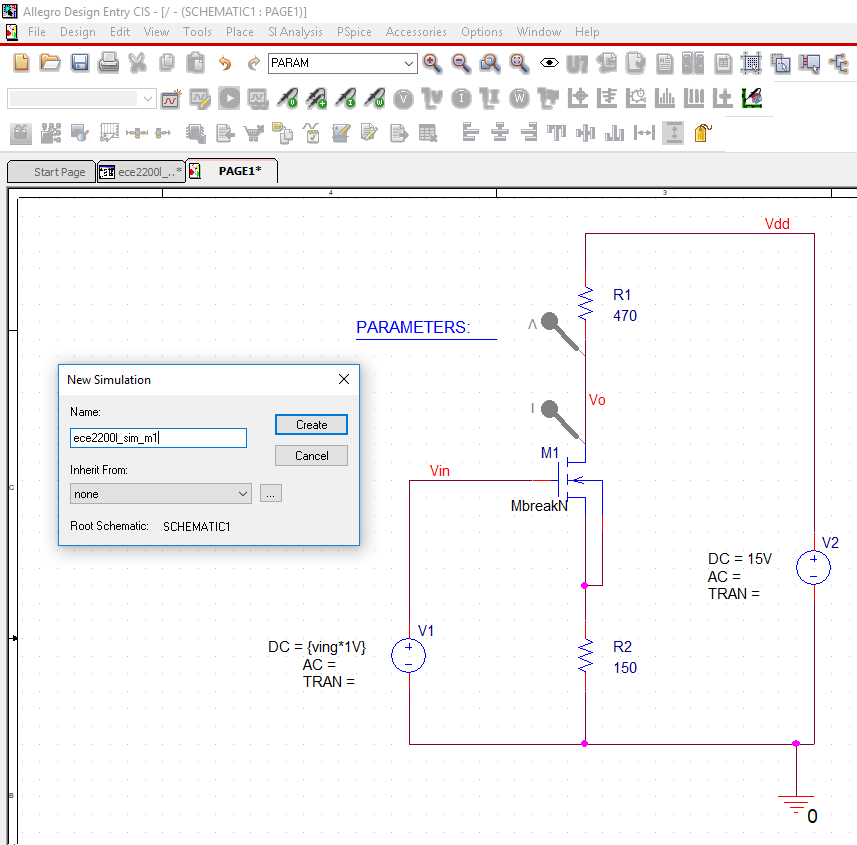 Allegro Design Entry CIS - [/ - (SCHEMATIC1 : PAGE1)]
File Design Edit View Tools Place SI Analysis PSpice Accessories Options Window Help
PARAM
Start Page
ece2200l_..*
PAGE1*
4
3
Vdd
R1
470
PARAMETERS:
V
New Simulation
Name:
ece2200l_sim_m1
Create
Cancel
Inherit From:
none
...
Root Schematic: SCHEMATIC1
I
Vo
M1
Vin
MbreakN
C
V2
DC = 15V
AC =
TRAN =
V1
DC = {ving*1V}
AC =
TRAN =
R2
150
B
0